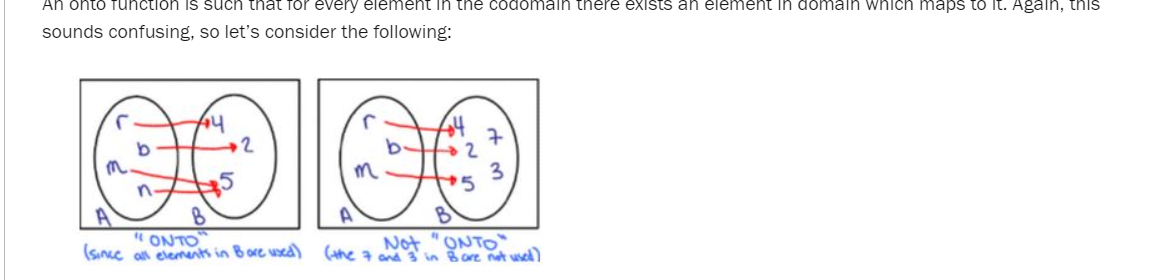 An onto function is such that for every element in the codomain there exists an element in domain which maps to it. Again, this
sounds confusing, so let's consider the following:
r 4
b 2
m 5
n
A B
"ONTO"
(since all elements in B are used)
r 4 7
b 2
m 5 3
A B
Not "ONTO"
(the 7 and 3 in B are not used)